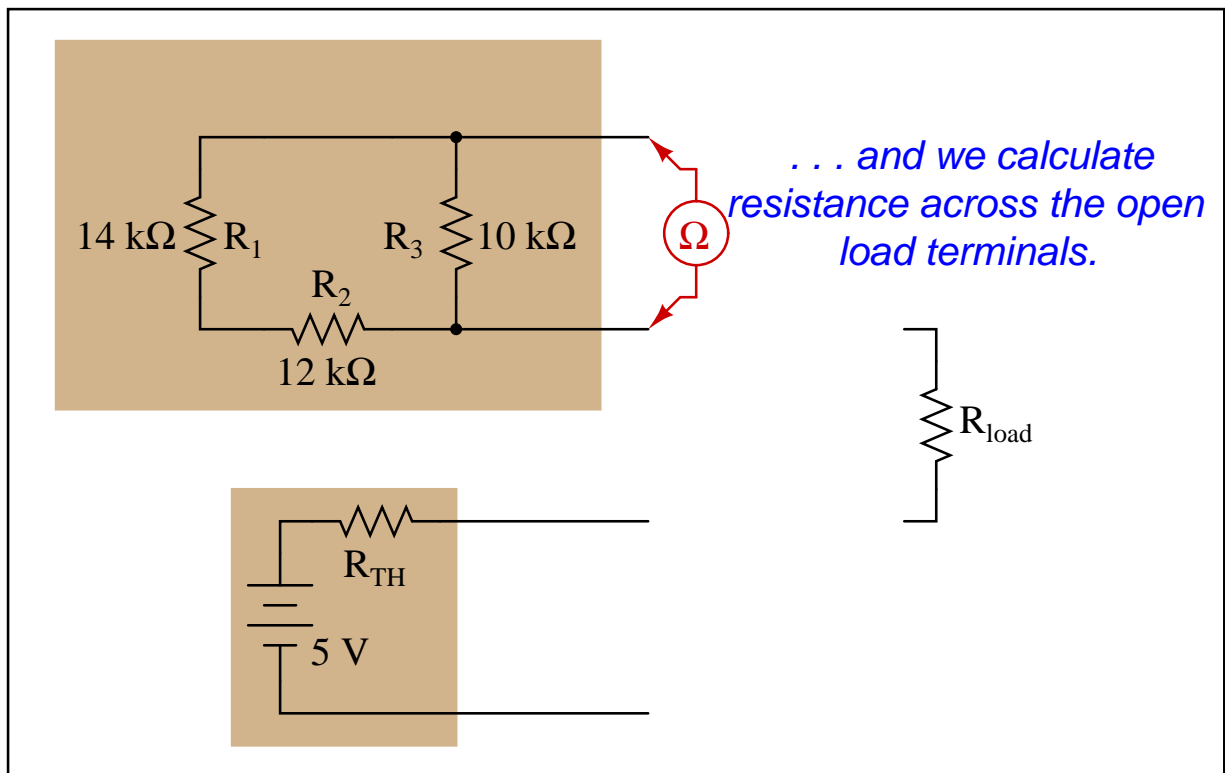 . . . and we calculate
resistance across the open
load terminals.
14 kΩ
R1
R3
10 kΩ
Ω
R2
12 kΩ
Rload
RTH
5 V